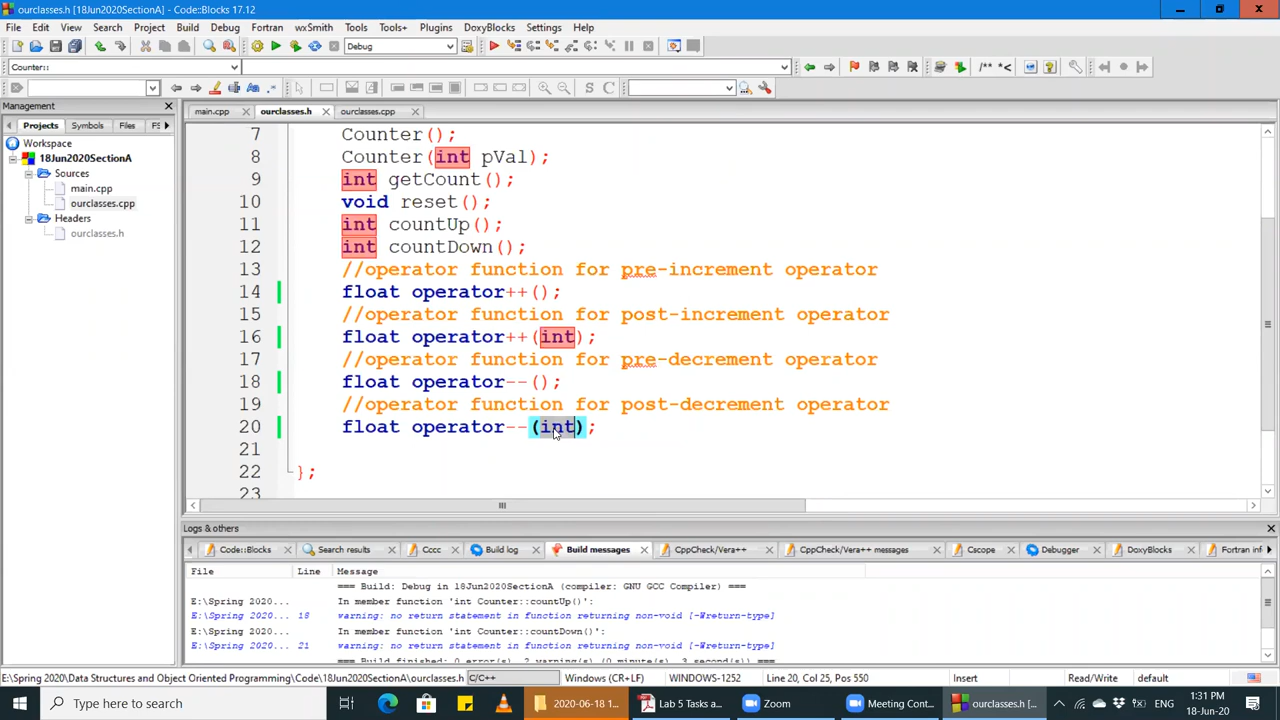 ourclasses.h [18Jun2020SectionA] - Code::Blocks 17.12
File Edit View Search Project Build Debug Fortran wxSmith Tools Tools+ Plugins DoxyBlocks Settings Help
Debug
Counter::
Management
main.cpp ourclasses.h ourclasses.cpp
Projects Symbols Files
Workspace
18Jun2020SectionA
Sources
main.cpp
ourclasses.cpp
Headers
ourclasses.h
7 Counter();
8 Counter(int pVal);
9 int getCount();
10 void reset();
11 int countUp();
12 int countDown();
13 //operator function for pre-increment operator
14 float operator++();
15 //operator function for post-increment operator
16 float operator++(int);
17 //operator function for pre-decrement operator
18 float operator--();
19 //operator function for post-decrement operator
20 float operator--(int);
21
22 };
23
Logs & others
Code::Blocks Search results Cccc Build log Build messages CppCheck/Vera++ CppCheck/Vera++ messages Cscope Debugger DoxyBlocks Fortran info
File Line Message
=== Build: Debug in 18Jun2020SectionA (compiler: GNU GCC Compiler) ===
E:\Spring 2020... In member function 'int Counter::countUp()':
E:\Spring 2020... 18 warning: no return statement in function returning non-void [-Wreturn-type]
E:\Spring 2020... In member function 'int Counter::countDown()':
E:\Spring 2020... 21 warning: no return statement in function returning non-void [-Wreturn-type]
=== Build finished: 0 error(s), 2 warning(s) (0 minute(s), 3 second(s)) ===
E:\Spring 2020\Data Structures and Object Oriented Programming\Code\18Jun2020SectionA\ourclasses.h C/C++ Windows (CR+LF) WINDOWS-1252 Line 20, Col 25, Pos 550 Insert Read/Write default
Type here to search
2020-06-18 1... Lab 5 Tasks a... Zoom Meeting Cont... ourclasses.h [...
ENG 1:31 PM
18-Jun-20